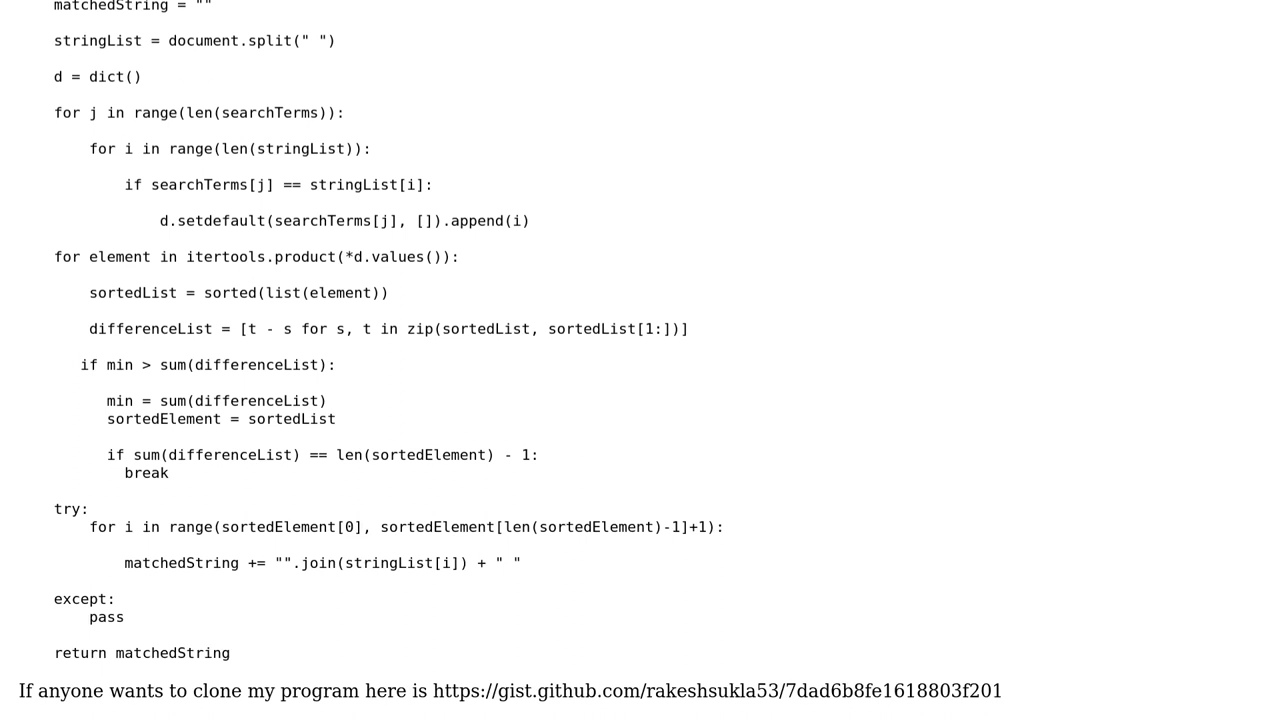 matchedString = ""
stringList = document.split(" ")
d = dict()
for j in range(len(searchTerms)):
for i in range(len(stringList)):
if searchTerms[j] == stringList[i]:
d.setdefault(searchTerms[j], []).append(i)
for element in itertools.product(*d.values()):
sortedList = sorted(list(element))
differenceList = [t - s for s, t in zip(sortedList, sortedList[1:])]
if min > sum(differenceList):
min = sum(differenceList)
sortedElement = sortedList
if sum(differenceList) == len(sortedElement) - 1:
break
try:
for i in range(sortedElement[0], sortedElement[len(sortedElement)-1]+1):
matchedString += "".join(stringList[i]) + " "
except:
pass
return matchedString
If anyone wants to clone my program here is https://gist.github.com/rakeshsukla53/7dad6b8fe1618803f201